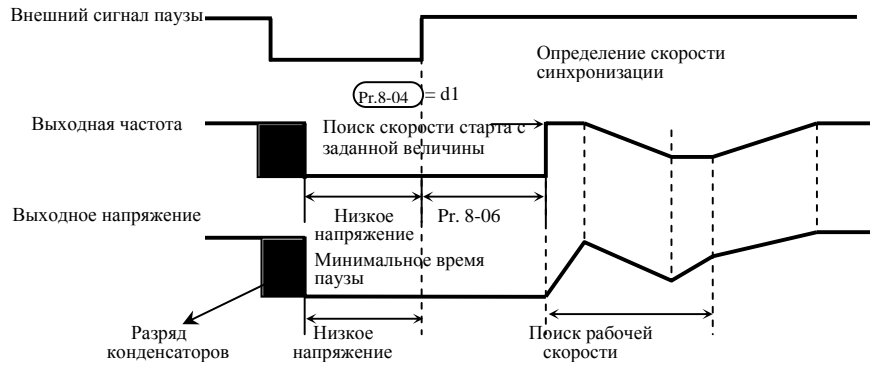 Внешний сигнал паузы
Определение скорости
синхронизации
Pr.8-04 = d1
Выходная частота
Поиск скорости старта с
заданной величины
Выходное напряжение
Низкое
напряжение
Pr. 8-06
Минимальное время
паузы
Разряд
конденсаторов
Низкое
напряжение
Поиск рабочей
скорости